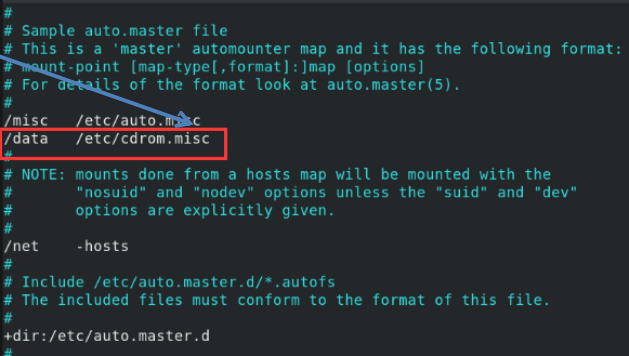 #
# Sample auto.master file
# This is a 'master' automounter map and it has the following format:
# mount-point [map-type[,format]:]map [options]
# For details of the format look at auto.master(5).
#
/misc   /etc/auto.misc
/data   /etc/cdrom.misc
#
# NOTE: mounts done from a hosts map will be mounted with the
#       "nosuid" and "nodev" options unless the "suid" and "dev"
#       options are explicitly given.
#
/net    -hosts
#
# Include /etc/auto.master.d/*.autofs
# The included files must conform to the format of this file.
#
+dir:/etc/auto.master.d
#